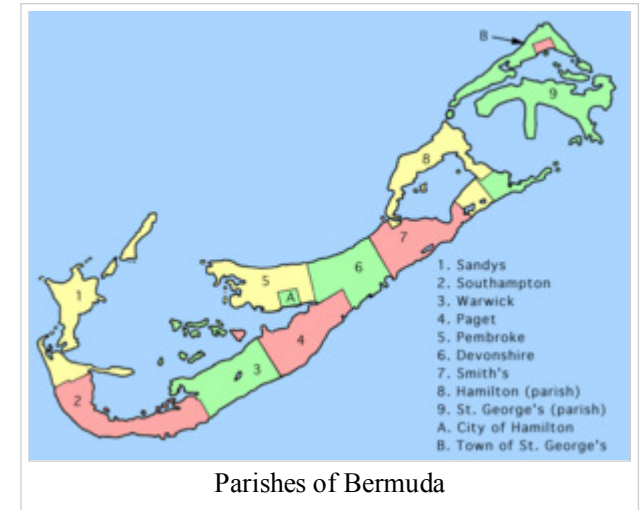 B
9
8
7
1
5
6
A
4
3
2
1. Sandys
2. Southampton
3. Warwick
4. Paget
5. Pembroke
6. Devonshire
7. Smith's
8. Hamilton (parish)
9. St. George's (parish)
A. City of Hamilton
B. Town of St. George's
Parishes of Bermuda